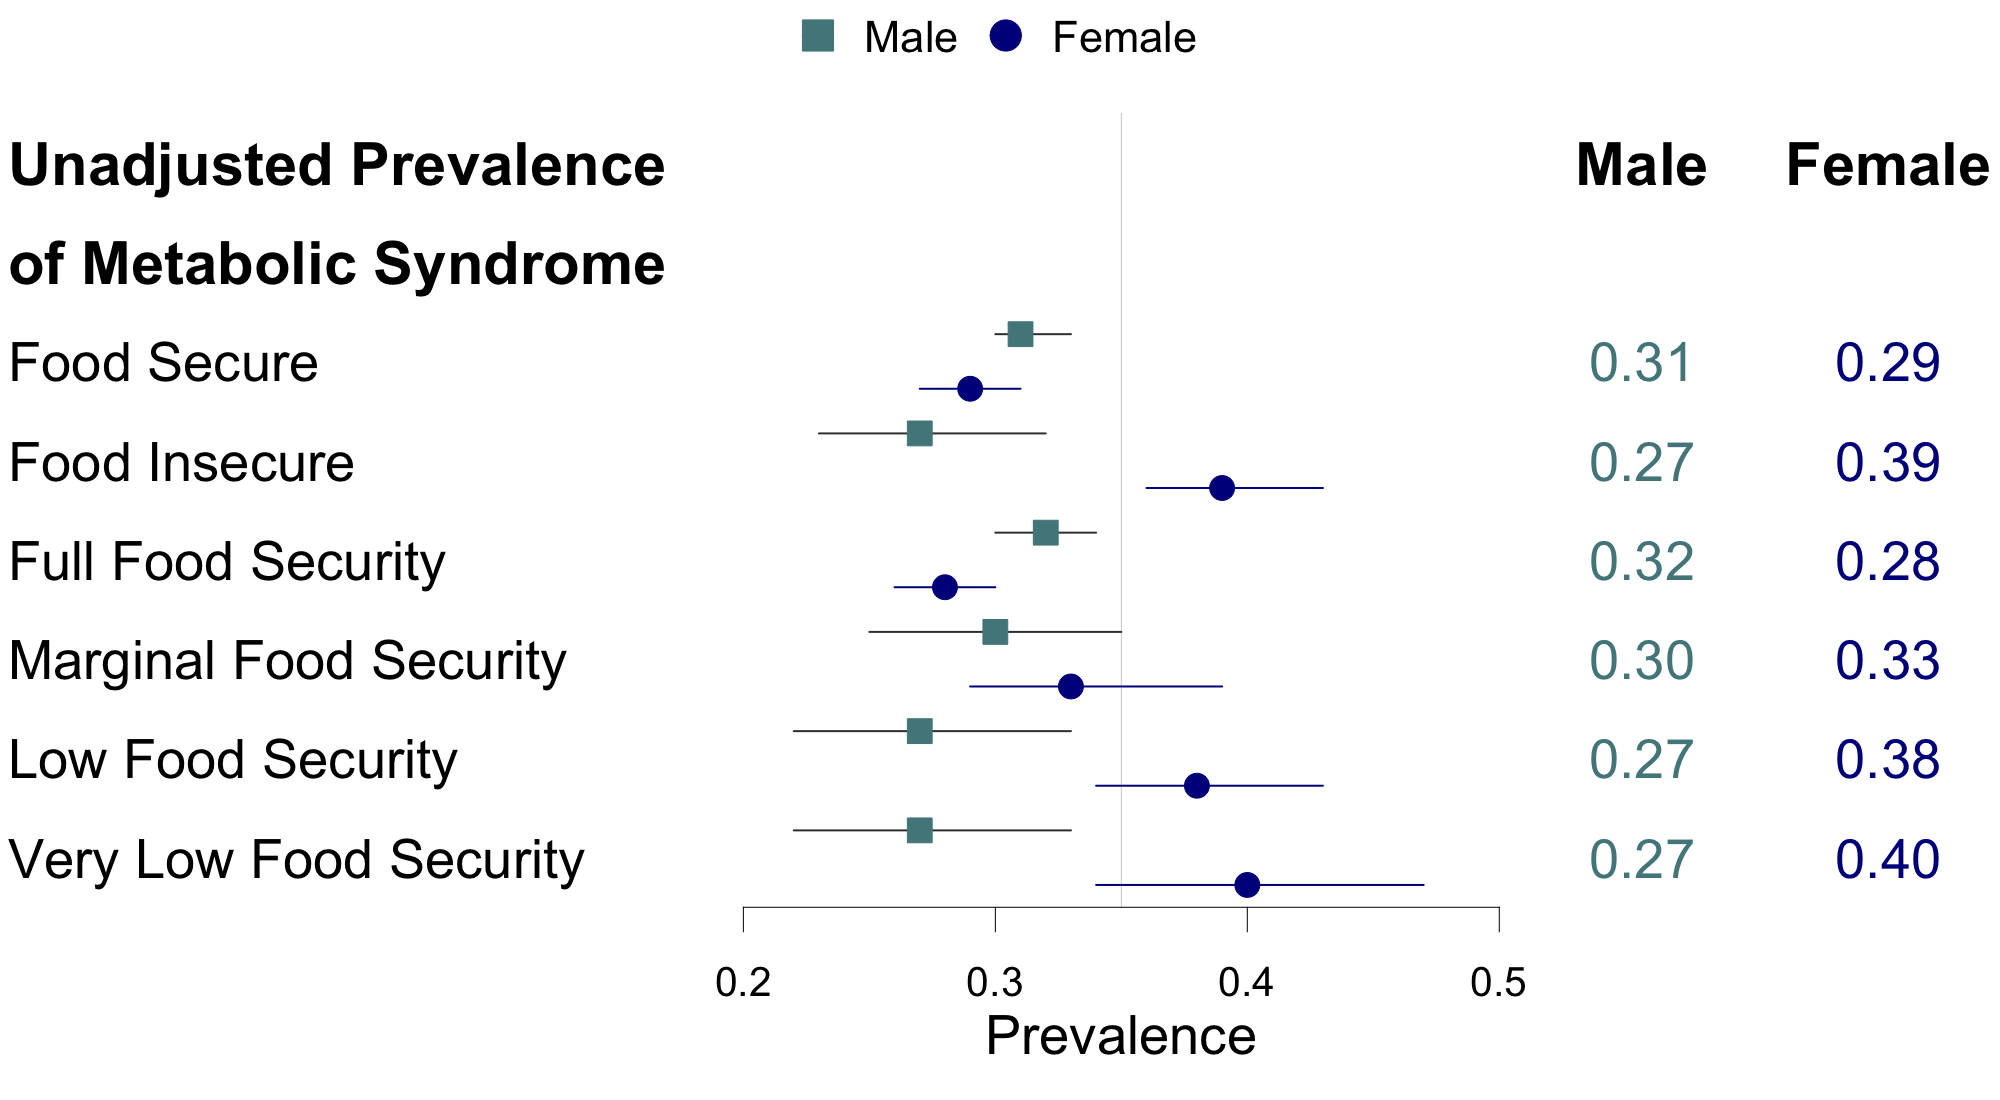 Male Female
Unadjusted Prevalence Male Female
of Metabolic Syndrome
Food Secure 0.31 0.29
Food Insecure 0.27 0.39
Full Food Security 0.32 0.28
Marginal Food Security 0.30 0.33
Low Food Security 0.27 0.38
Very Low Food Security 0.27 0.40
0.2 0.3 0.4 0.5
Prevalence